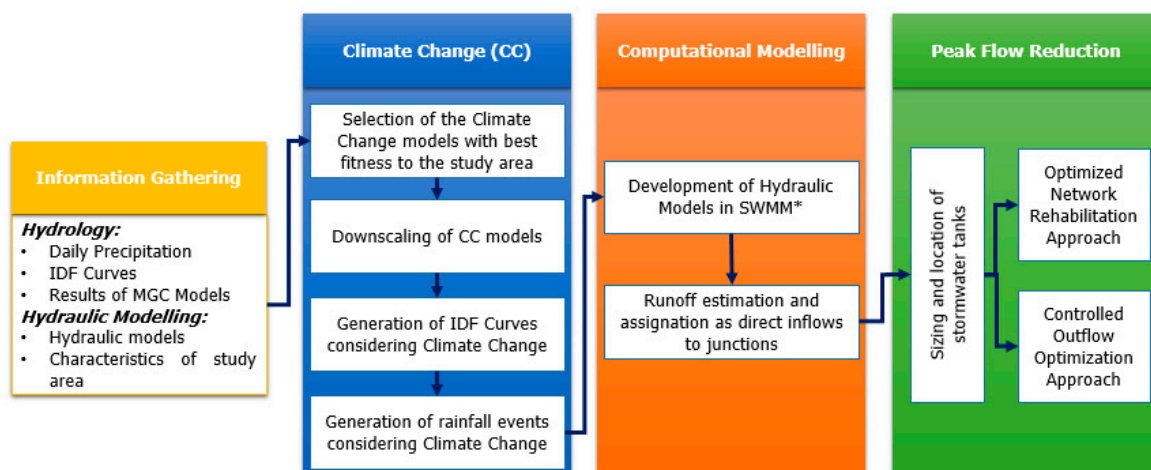 Information Gathering
Hydrology:
• Daily Precipitation
• IDF Curves
• Results of MGC Models
Hydraulic Modelling:
• Hydraulic models
• Characteristics of study
area
Climate Change (CC)
Selection of the Climate
Change models with best
fitness to the study area
Downscaling of CC models
Generation of IDF Curves
considering Climate Change
Generation of rainfall events
considering Climate Change
Computational Modelling
Development of Hydraulic
Models in SWMM*
Runoff estimation and
assignation as direct inflows
to junctions
Peak Flow Reduction
Sizing and location of
stormwater tanks
Optimized
Network
Rehabilitation
Approach
Controlled
Outflow
Optimization
Approach